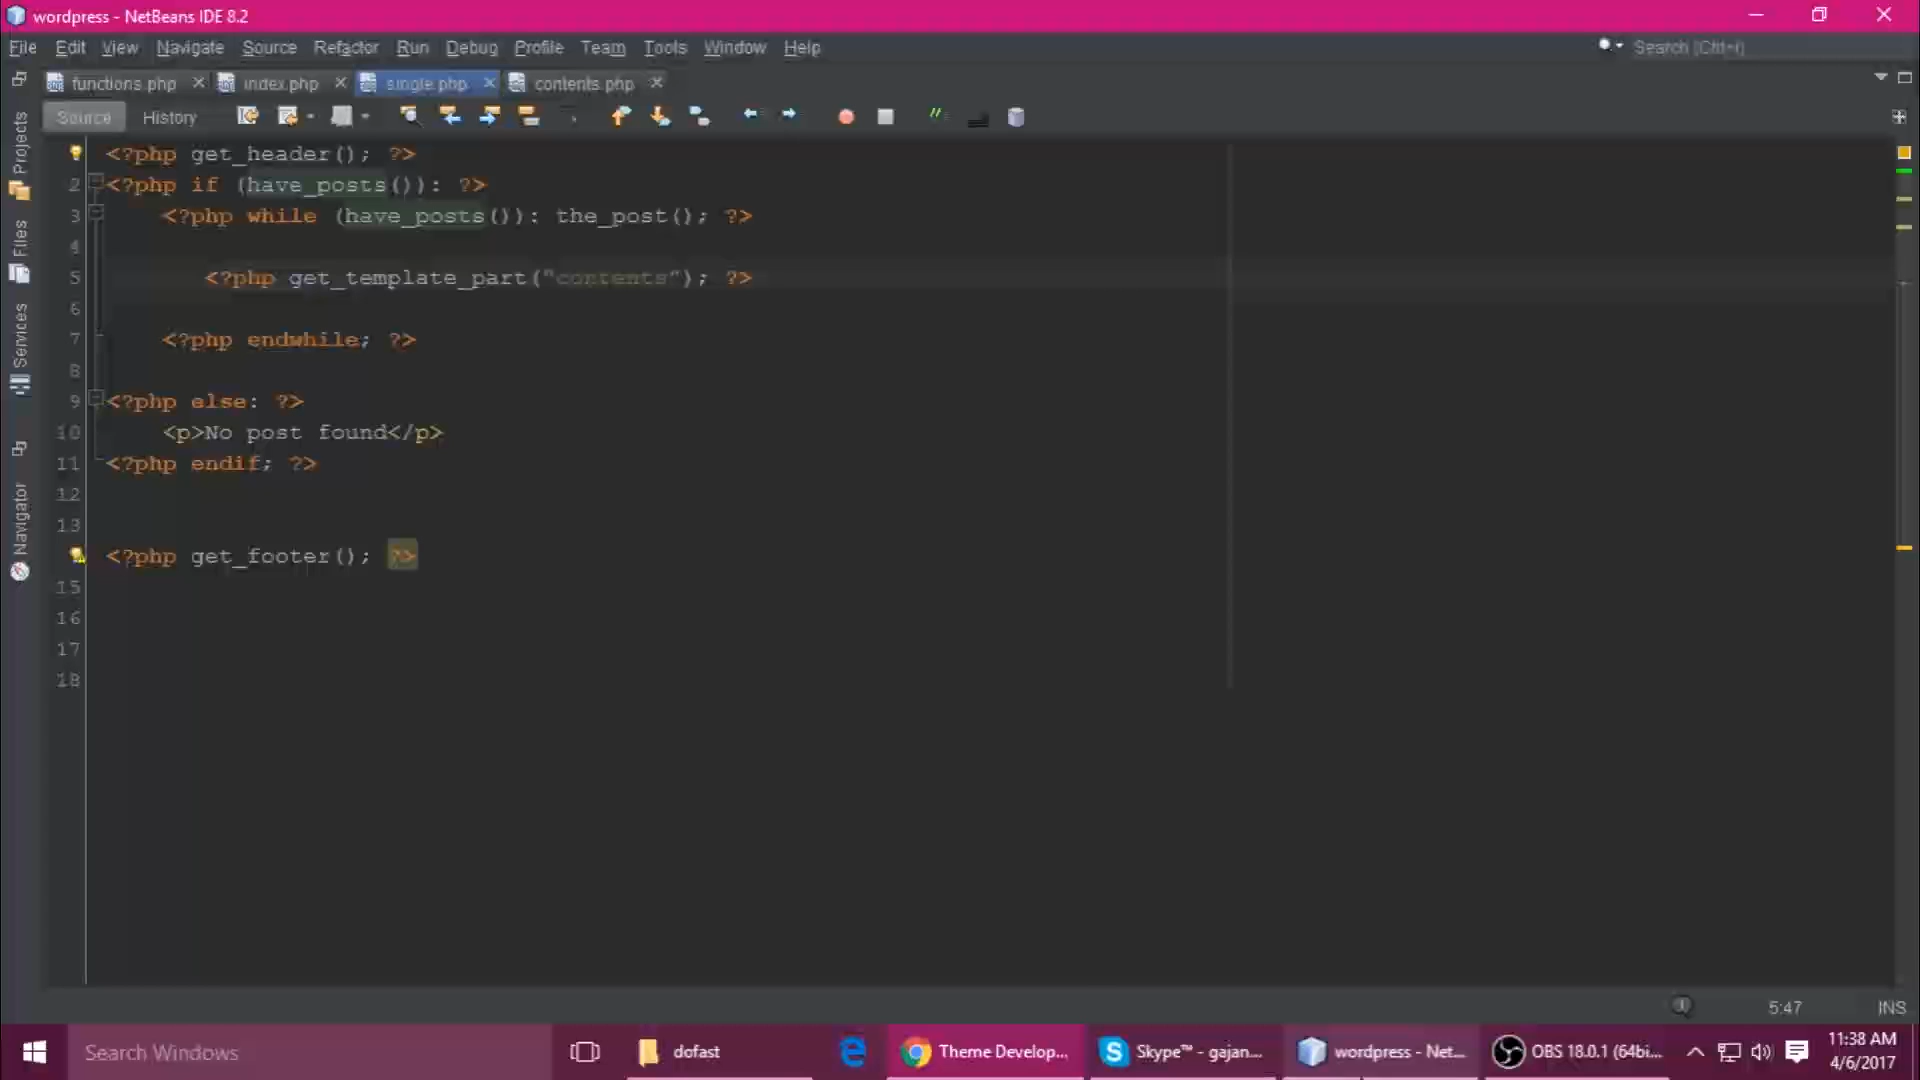 wordpress - NetBeans IDE 8.2
File Edit View Navigate Source Refactor Run Debug Profile Team Tools Window Help
Search (Ctrl+I)
functions.php index.php single.php contents.php
Source History
Projects
Files
Services
Navigator
<?php get_header(); ?>
2 <?php if (have_posts()): ?>
3 <?php while (have_posts()): the_post(); ?>
4
5 <?php get_template_part("contents"); ?>
6
7 <?php endwhile; ?>
8
9 <?php else: ?>
10 <p>No post found</p>
11 <?php endif; ?>
12
13
<?php get_footer(); ?>
15
16
17
18
5:47 INS
Search Windows
dofast
Theme Develop...
Skype™ - gajan...
wordpress - Net...
OBS 18.0.1 (64bi...
11:38 AM
4/6/2017